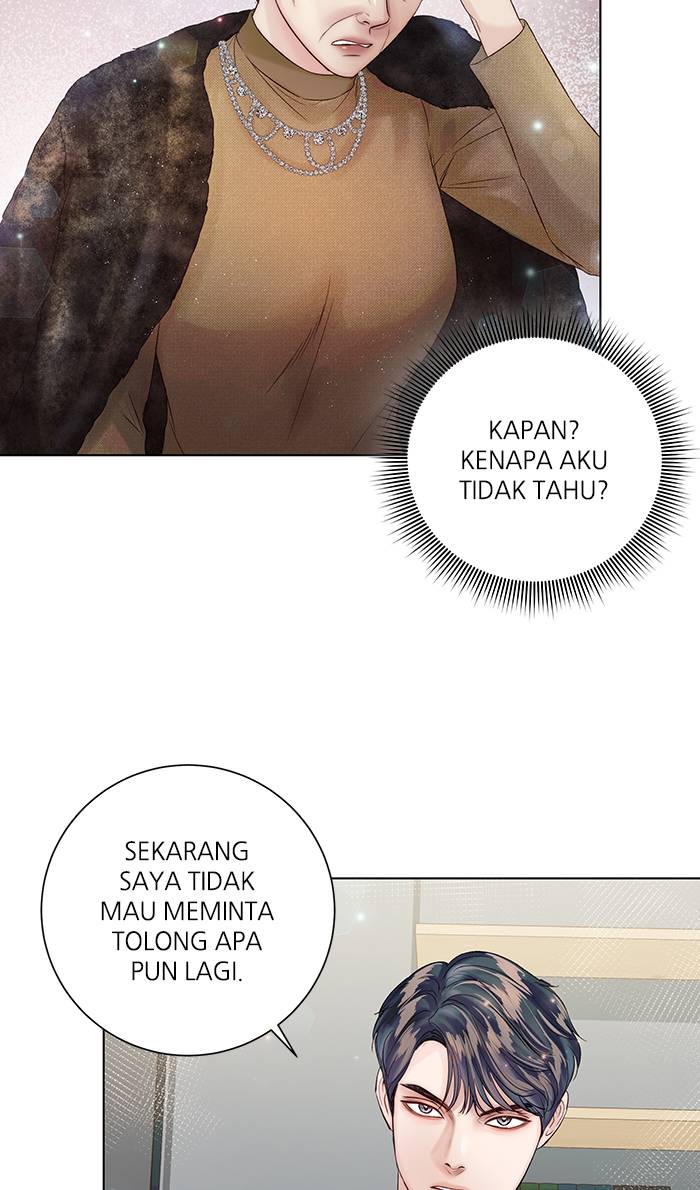 KAPAN?
KENAPA AKU
TIDAK TAHU?
SEKARANG
SAYA TIDAK
MAU MEMINTA
TOLONG APA
PUN LAGI.